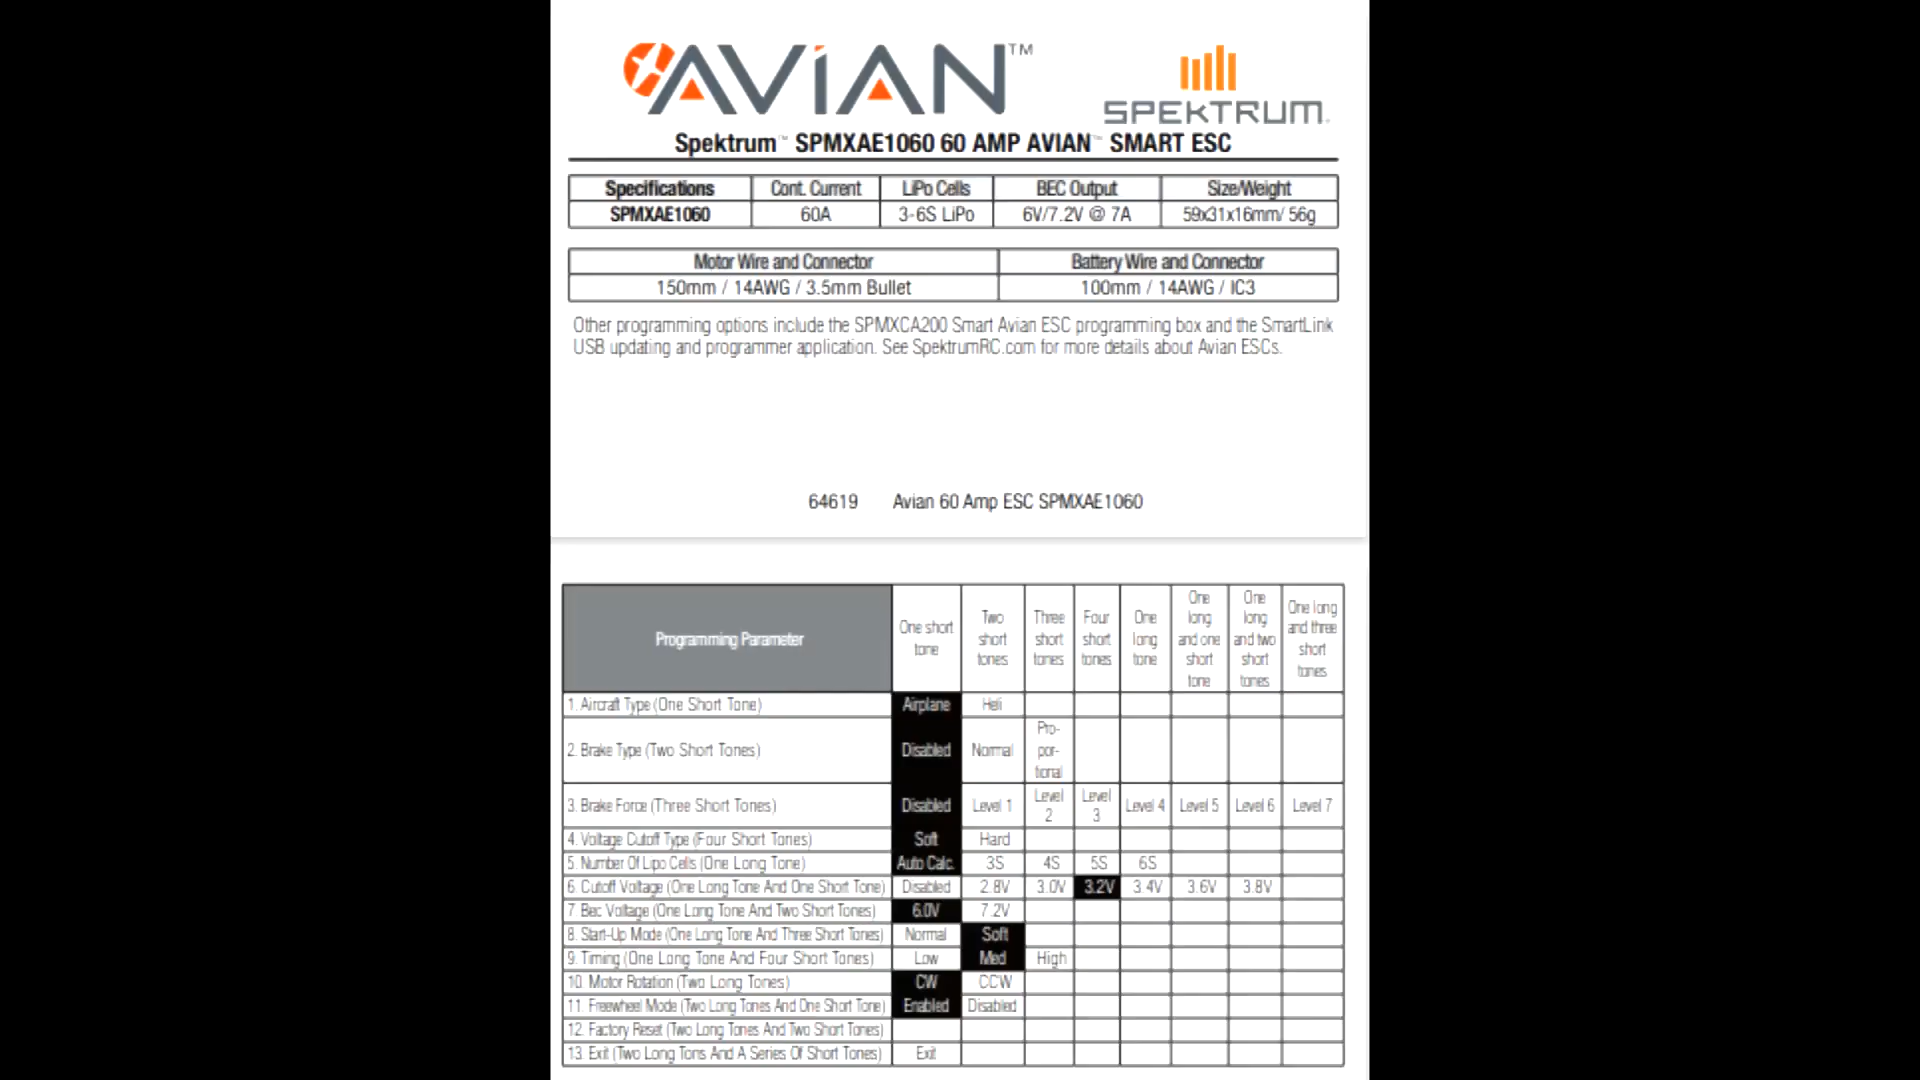 AVIAN™
SPEKTRUM
Spektrum™ SPMXAE1060 60 AMP AVIAN™ SMART ESC
Specifications Cont. Current LiPo Cells BEC Output Size/Weight
SPMXAE1060 60A 3-6S LiPo 6V/7.2V @ 7A 59x31x16mm/ 56g
Motor Wire and Connector Battery Wire and Connector
150mm / 14AWG / 3.5mm Bullet 100mm / 14AWG / IC3
Other programming options include the SPMXCA200 Smart Avian ESC programming box and the SmartLink
USB updating and programmer application. See SpektrumRC.com for more details about Avian ESCs.
64619 Avian 60 Amp ESC SPMXAE1060
Programming Parameter One short tone Two short tones Three short tones Four short tones One long tone One long and one short tone One long and two short tones One long and three short tones
1. Aircraft Type (One Short Tone) Airplane Heli
2. Brake Type (Two Short Tones) Disabled Normal Pro-por-tional
3. Brake Force (Three Short Tones) Disabled Level 1 Level 2 Level 3 Level 4 Level 5 Level 6 Level 7
4. Voltage Cutoff Type (Four Short Tones) Soft Hard
5. Number Of Lipo Cells (One Long Tone) Auto Calc. 3S 4S 5S 6S
6. Cutoff Voltage (One Long Tone And One Short Tone) Disabled 2.8V 3.0V 3.2V 3.4V 3.6V 3.8V
7. Bec Voltage (One Long Tone And Two Short Tones) 6.0V 7.2V
8. Start-Up Mode (One Long Tone And Three Short Tones) Normal Soft
9. Timing (One Long Tone And Four Short Tones) Low Med High
10. Motor Rotation (Two Long Tones) CW CCW
11. Freewheel Mode (Two Long Tones And One Short Tone) Enabled Disabled
12. Factory Reset (Two Long Tones And Two Short Tones)
13. Exit (Two Long Tons And A Series Of Short Tones) Exit